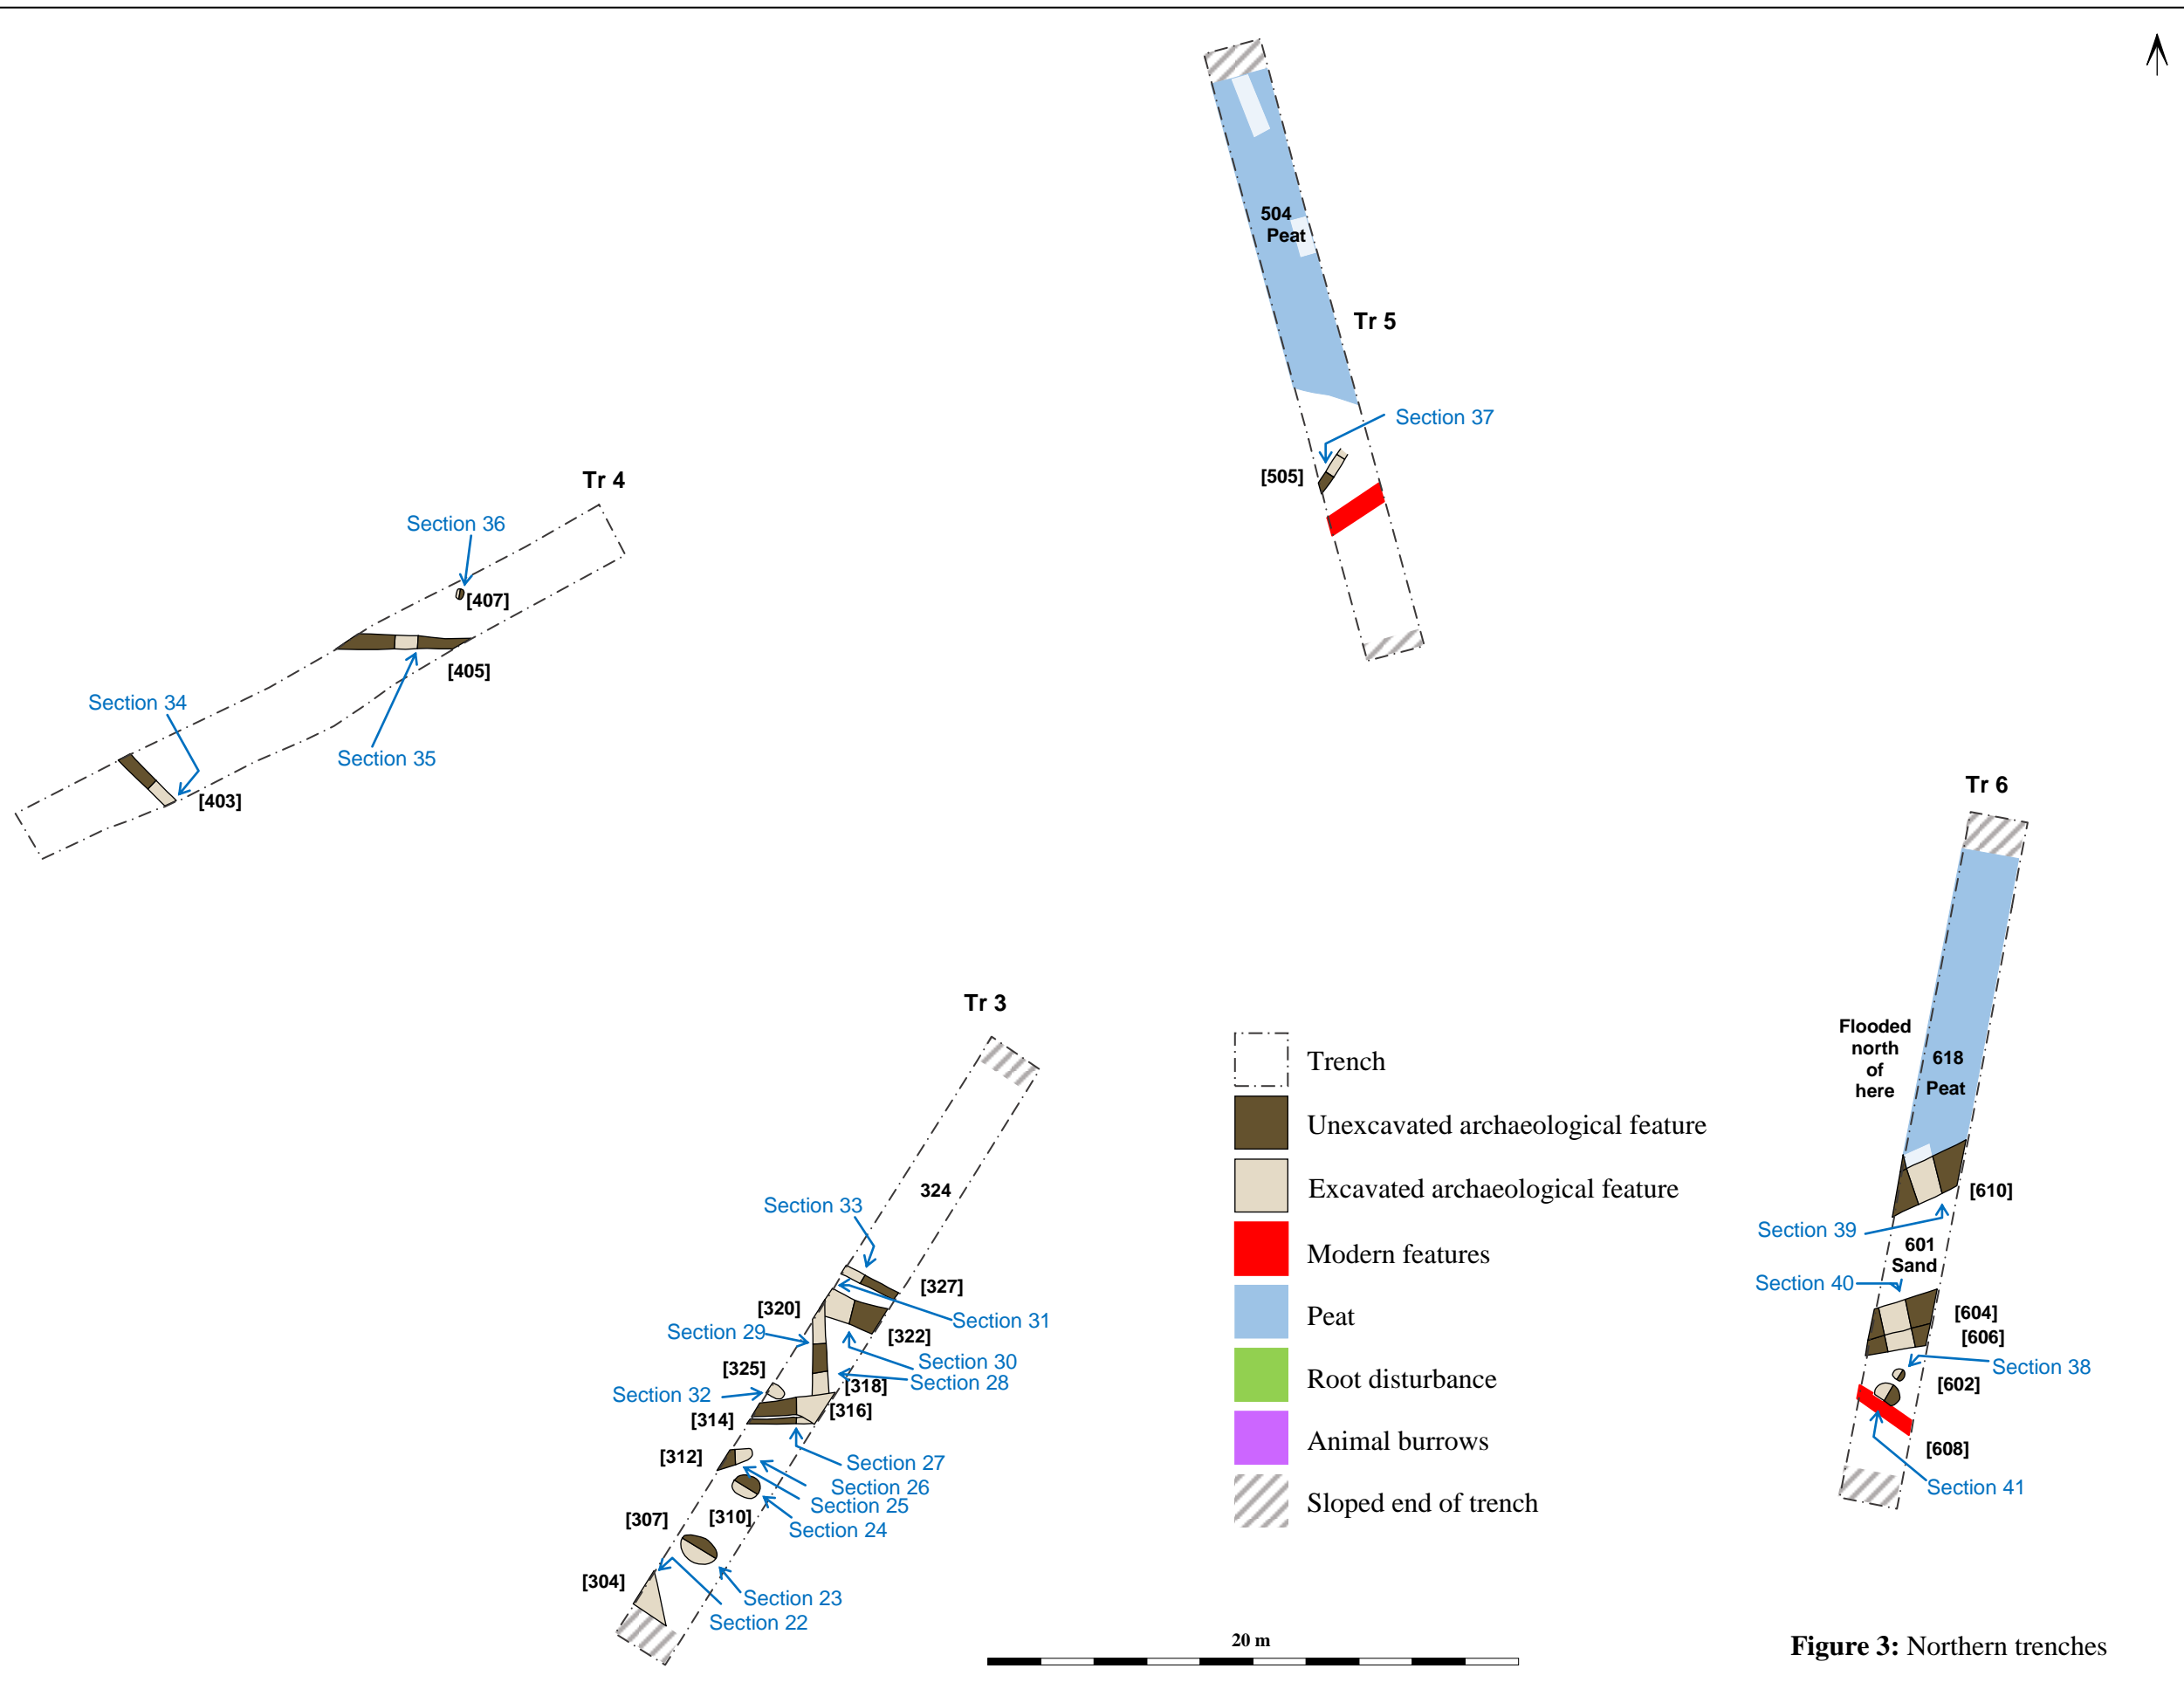 504
Peat
Tr 5
Section 37
[505]
Tr 4
Section 36
[407]
[405]
Section 34
Section 35
[403]
Tr 6
Flooded
north
of
here
618
Peat
[610]
Section 39
601
Sand
Section 40
[604]
[606]
Section 38
[602]
[608]
Section 41
Tr 3
324
Section 33
[327]
[320]
Section 31
Section 29
[322]
Section 30
[325]
Section 28
Section 32
[318]
[314]
[316]
[312]
Section 27
Section 26
Section 25
[310]
[307]
Section 24
[304]
Section 23
Section 22
Trench
Unexcavated archaeological feature
Excavated archaeological feature
Modern features
Peat
Root disturbance
Animal burrows
Sloped end of trench
20 m
Figure 3: Northern trenches